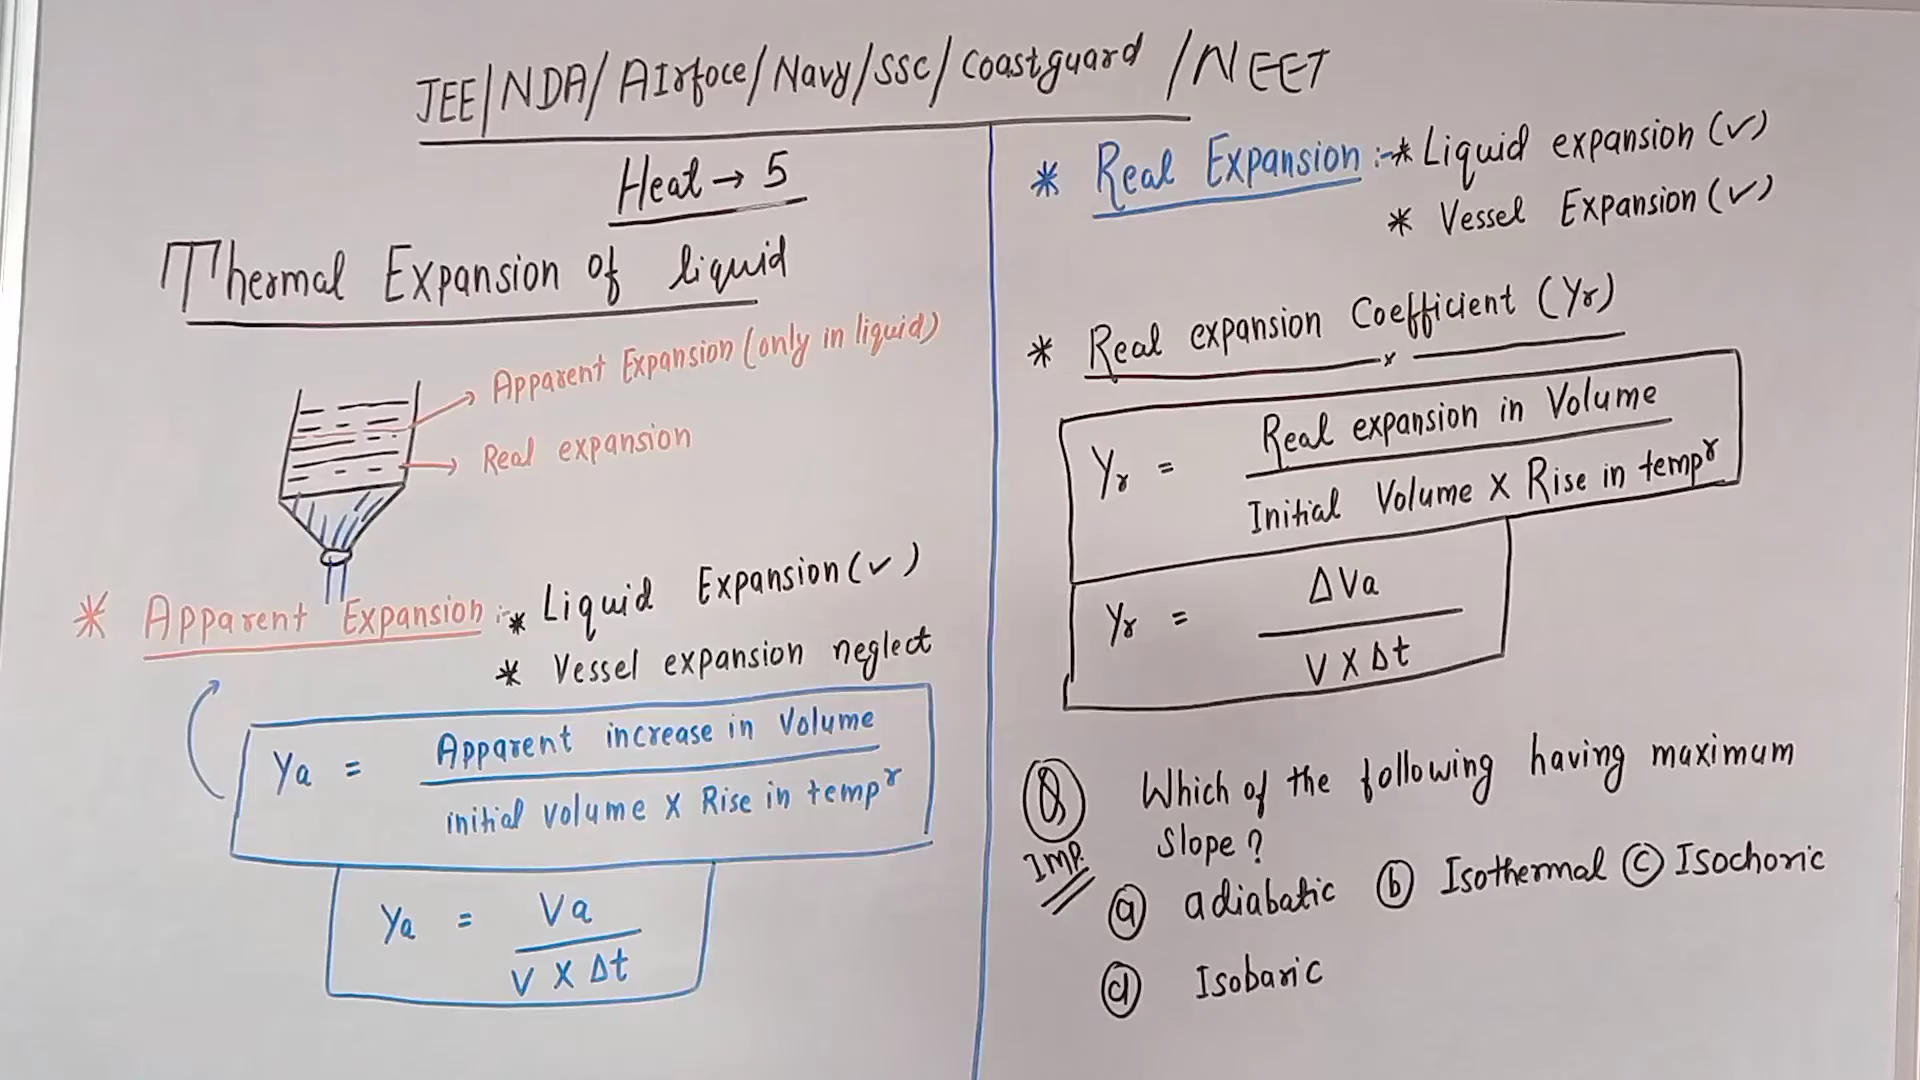 JEE/NDA/AIrfoce/Navy/SSC/Coastguard/NEET
Heat → 5
Thermal Expansion of liquid
Apparent Expansion (only in liquid)
Real expansion
* Apparent Expansion :- * Liquid Expansion (✓)
* Vessel expansion neglect
Ya = Apparent increase in Volume
initial volume X Rise in tempr
Ya = Va
V X Δt
* Real Expansion :- * Liquid expansion (✓)
* Vessel Expansion (✓)
* Real expansion Coefficient (Yr)
Yr = Real expansion in Volume
Initial Volume X Rise in tempr
Yr = ΔVa
V X Δt
Q Which of the following having maximum
Slope ?
IMP.
(a) adiabatic (b) Isothermal (c) Isochoric
(d) Isobaric